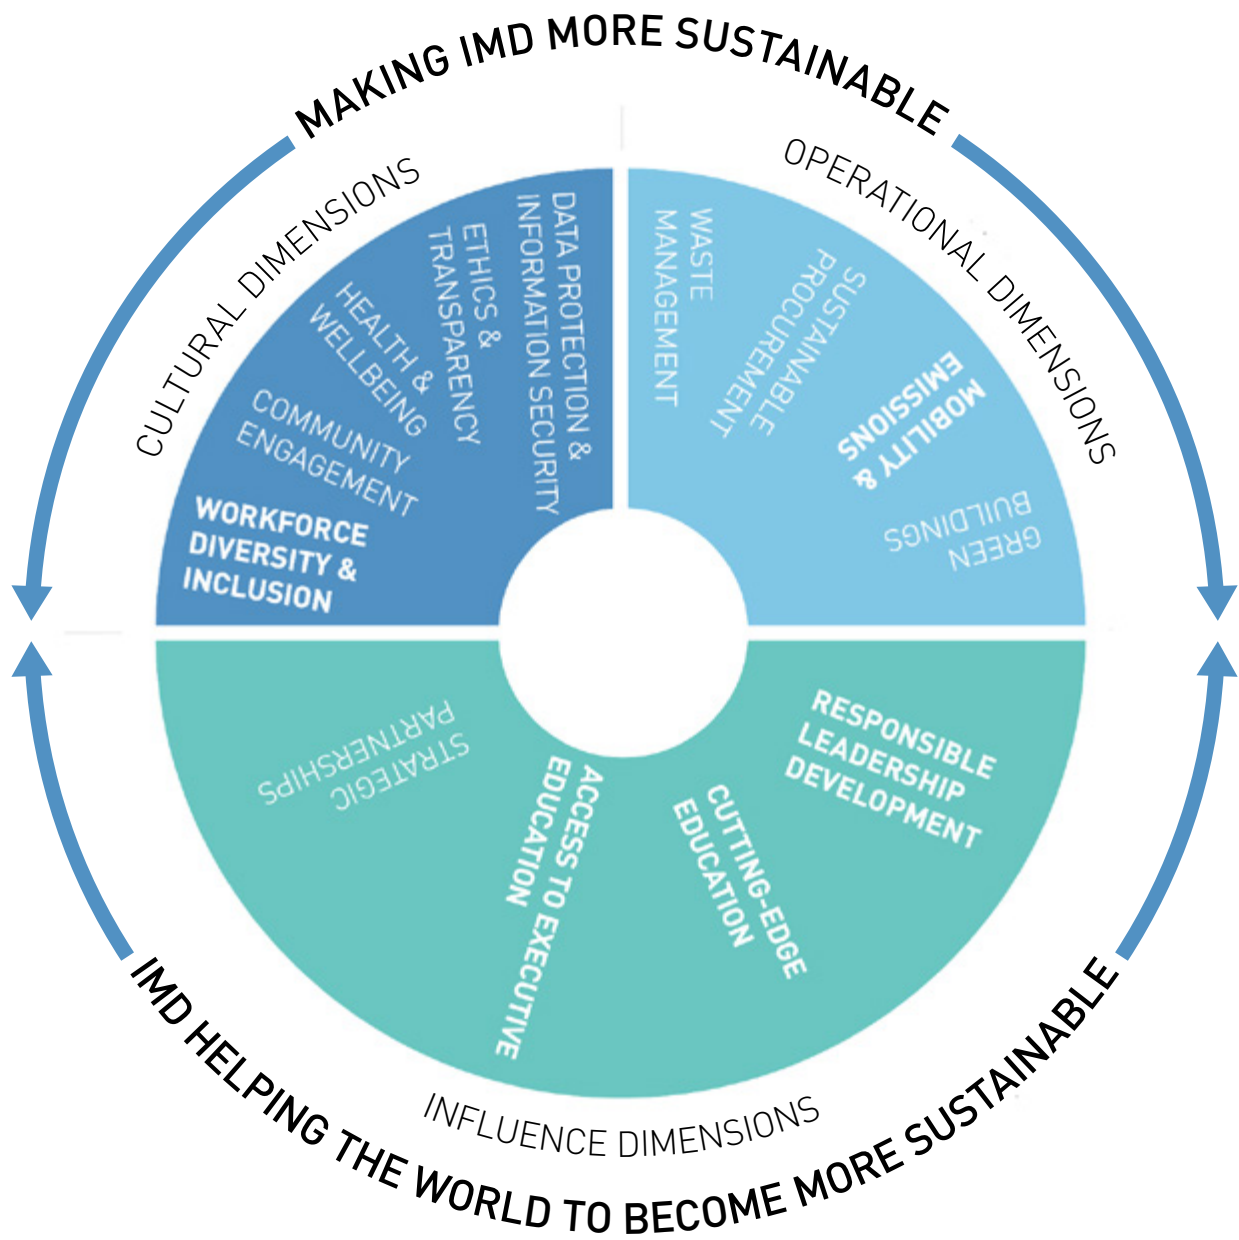 MAKING IMD MORE SUSTAINABLE
CULTURAL DIMENSIONS
OPERATIONAL DIMENSIONS
DATA PROTECTION &
INFORMATION SECURITY
ETHICS &
TRANSPARENCY
HEALTH &
WELLBEING
COMMUNITY
ENGAGEMENT
WORKFORCE
DIVERSITY &
INCLUSION
WASTE
MANAGEMENT
SUSTAINABLE
PROCUREMENT
MOBILITY &
EMISSIONS
GREEN
BUILDINGS
RESPONSIBLE
LEADERSHIP
DEVELOPMENT
CUTTING-EDGE
EDUCATION
ACCESS TO EXECUTIVE
EDUCATION
STRATEGIC
PARTNERSHIPS
INFLUENCE DIMENSIONS
IMD HELPING THE WORLD TO BECOME MORE SUSTAINABLE